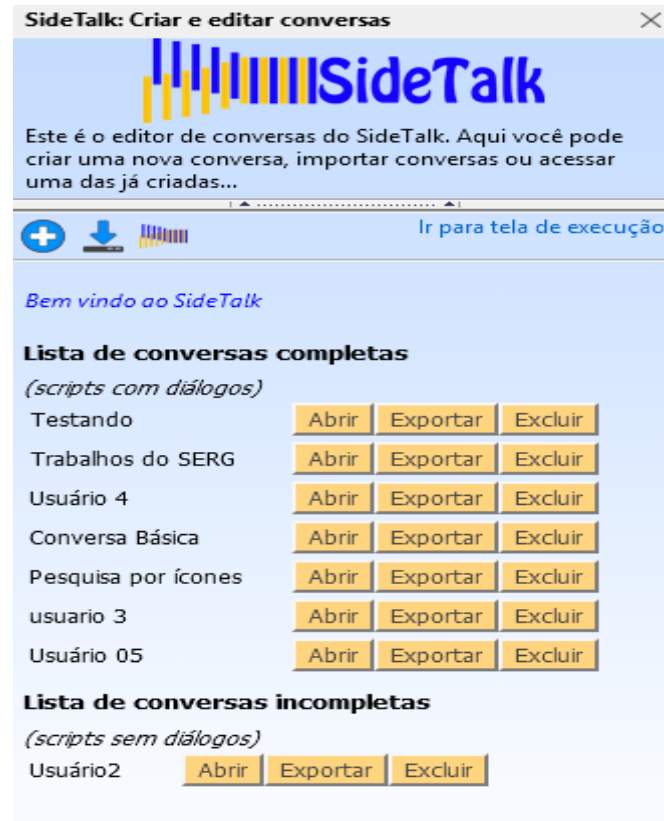 SideTalk: Criar e editar conversas
SideTalk
Este é o editor de conversas do SideTalk. Aqui você pode
criar uma nova conversa, importar conversas ou acessar
uma das já criadas...
Ir para tela de execução
Bem vindo ao SideTalk
Lista de conversas completas
(scripts com diálogos)
Testando Abrir Exportar Excluir
Trabalhos do SERG Abrir Exportar Excluir
Usuário 4 Abrir Exportar Excluir
Conversa Básica Abrir Exportar Excluir
Pesquisa por ícones Abrir Exportar Excluir
usuario 3 Abrir Exportar Excluir
Usuário 05 Abrir Exportar Excluir
Lista de conversas incompletas
(scripts sem diálogos)
Usuário2 Abrir Exportar Excluir